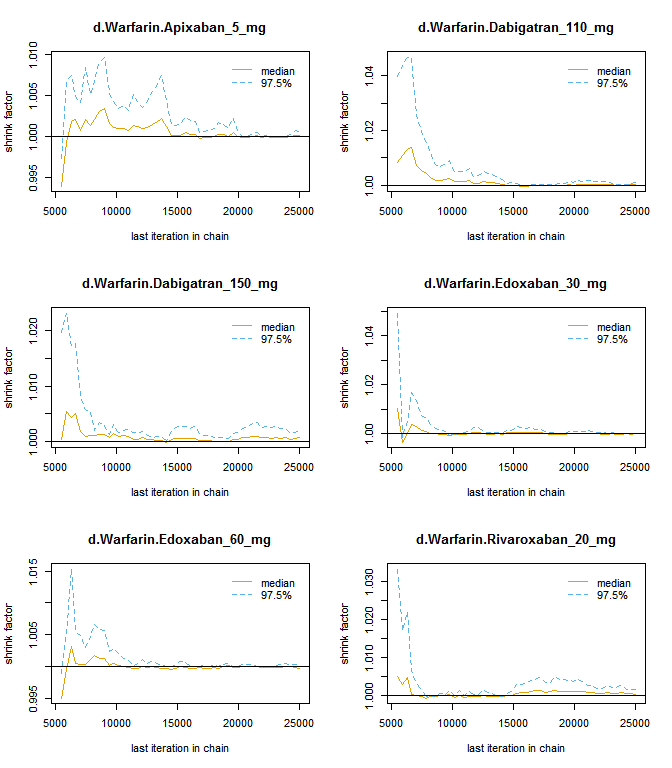 d.Warfarin.Apixaban_5_mg
shrink factor
0.995 1.000 1.005 1.010
median
97.5%
5000 10000 15000 20000 25000
last iteration in chain
d.Warfarin.Dabigatran_110_mg
shrink factor
1.00 1.02 1.04
median
97.5%
5000 10000 15000 20000 25000
last iteration in chain
d.Warfarin.Dabigatran_150_mg
shrink factor
1.000 1.010 1.020
median
97.5%
5000 10000 15000 20000 25000
last iteration in chain
d.Warfarin.Edoxaban_30_mg
shrink factor
1.00 1.02 1.04
median
97.5%
5000 10000 15000 20000 25000
last iteration in chain
d.Warfarin.Edoxaban_60_mg
shrink factor
0.995 1.005 1.015
median
97.5%
5000 10000 15000 20000 25000
last iteration in chain
d.Warfarin.Rivaroxaban_20_mg
shrink factor
1.000 1.010 1.020 1.030
median
97.5%
5000 10000 15000 20000 25000
last iteration in chain